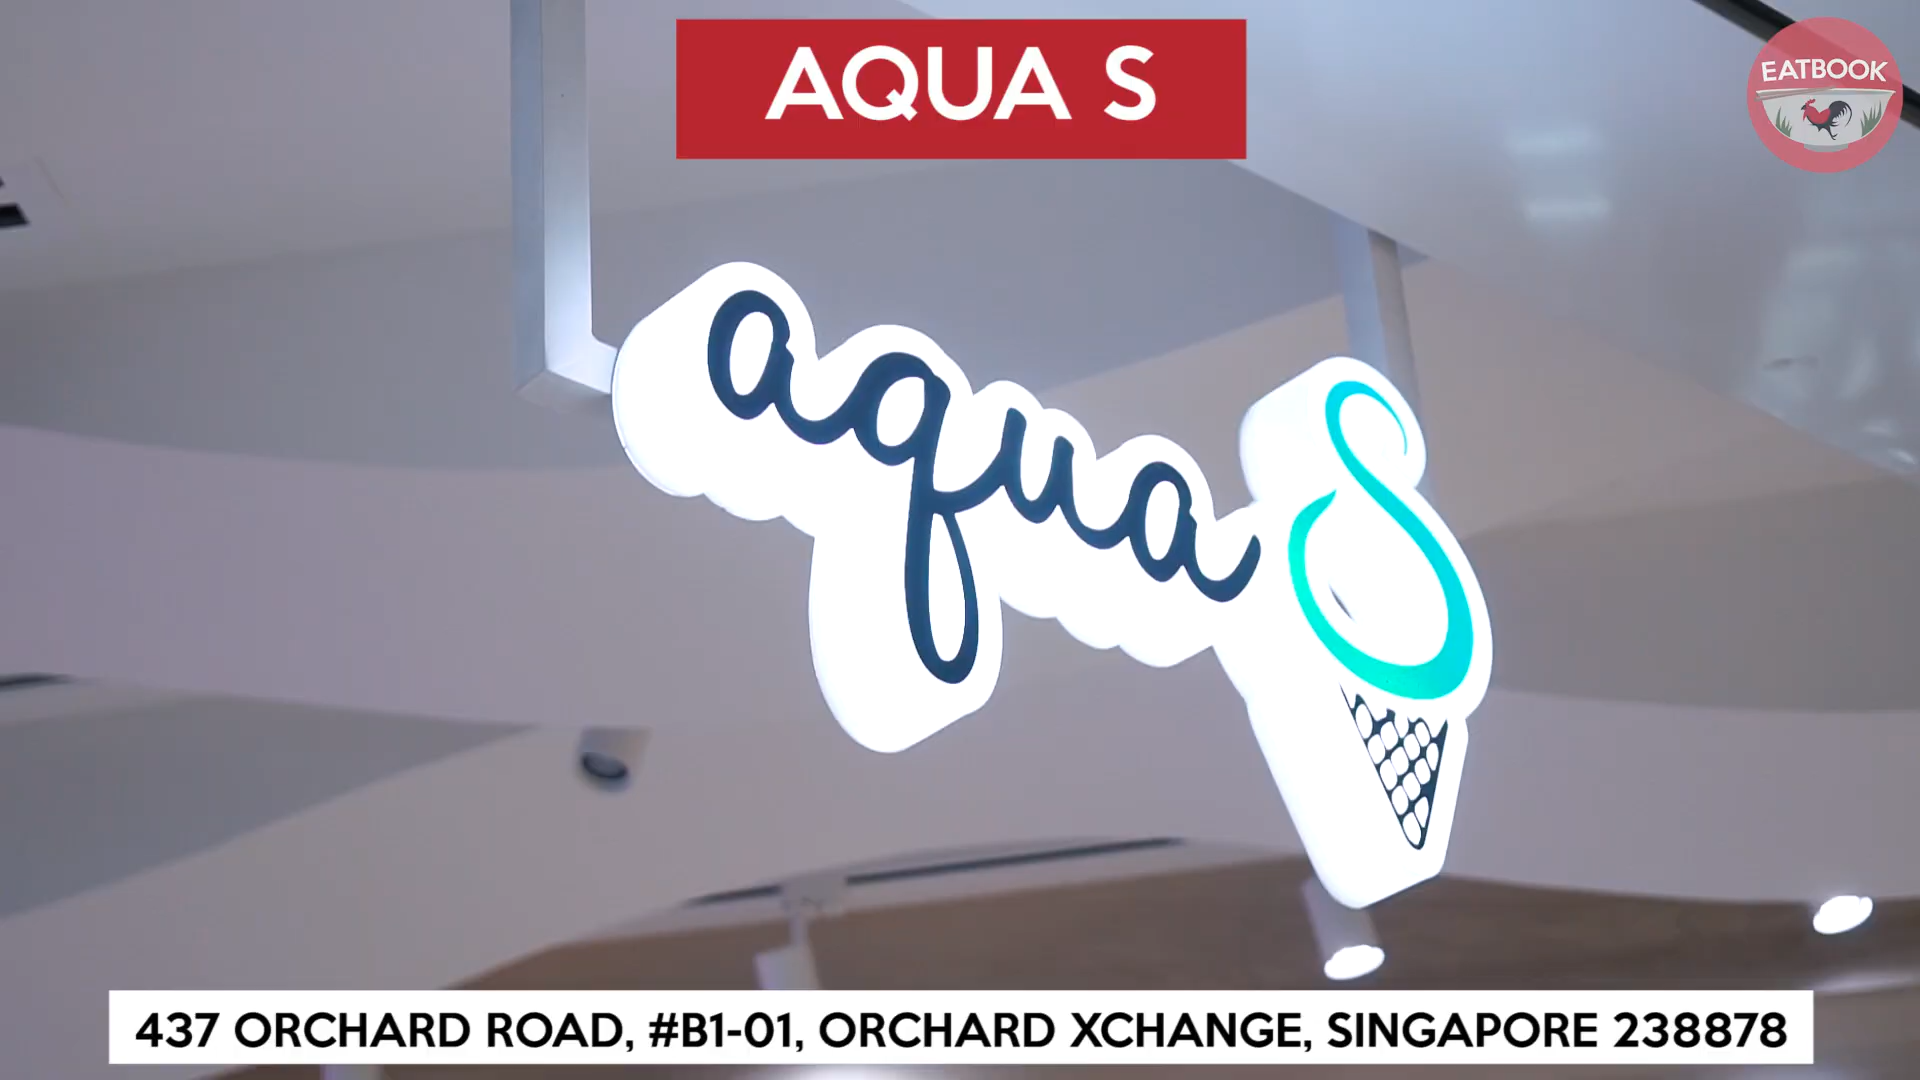 AQUA S
EATBOOK
aqua S
437 ORCHARD ROAD, #B1-01, ORCHARD XCHANGE, SINGAPORE 238878